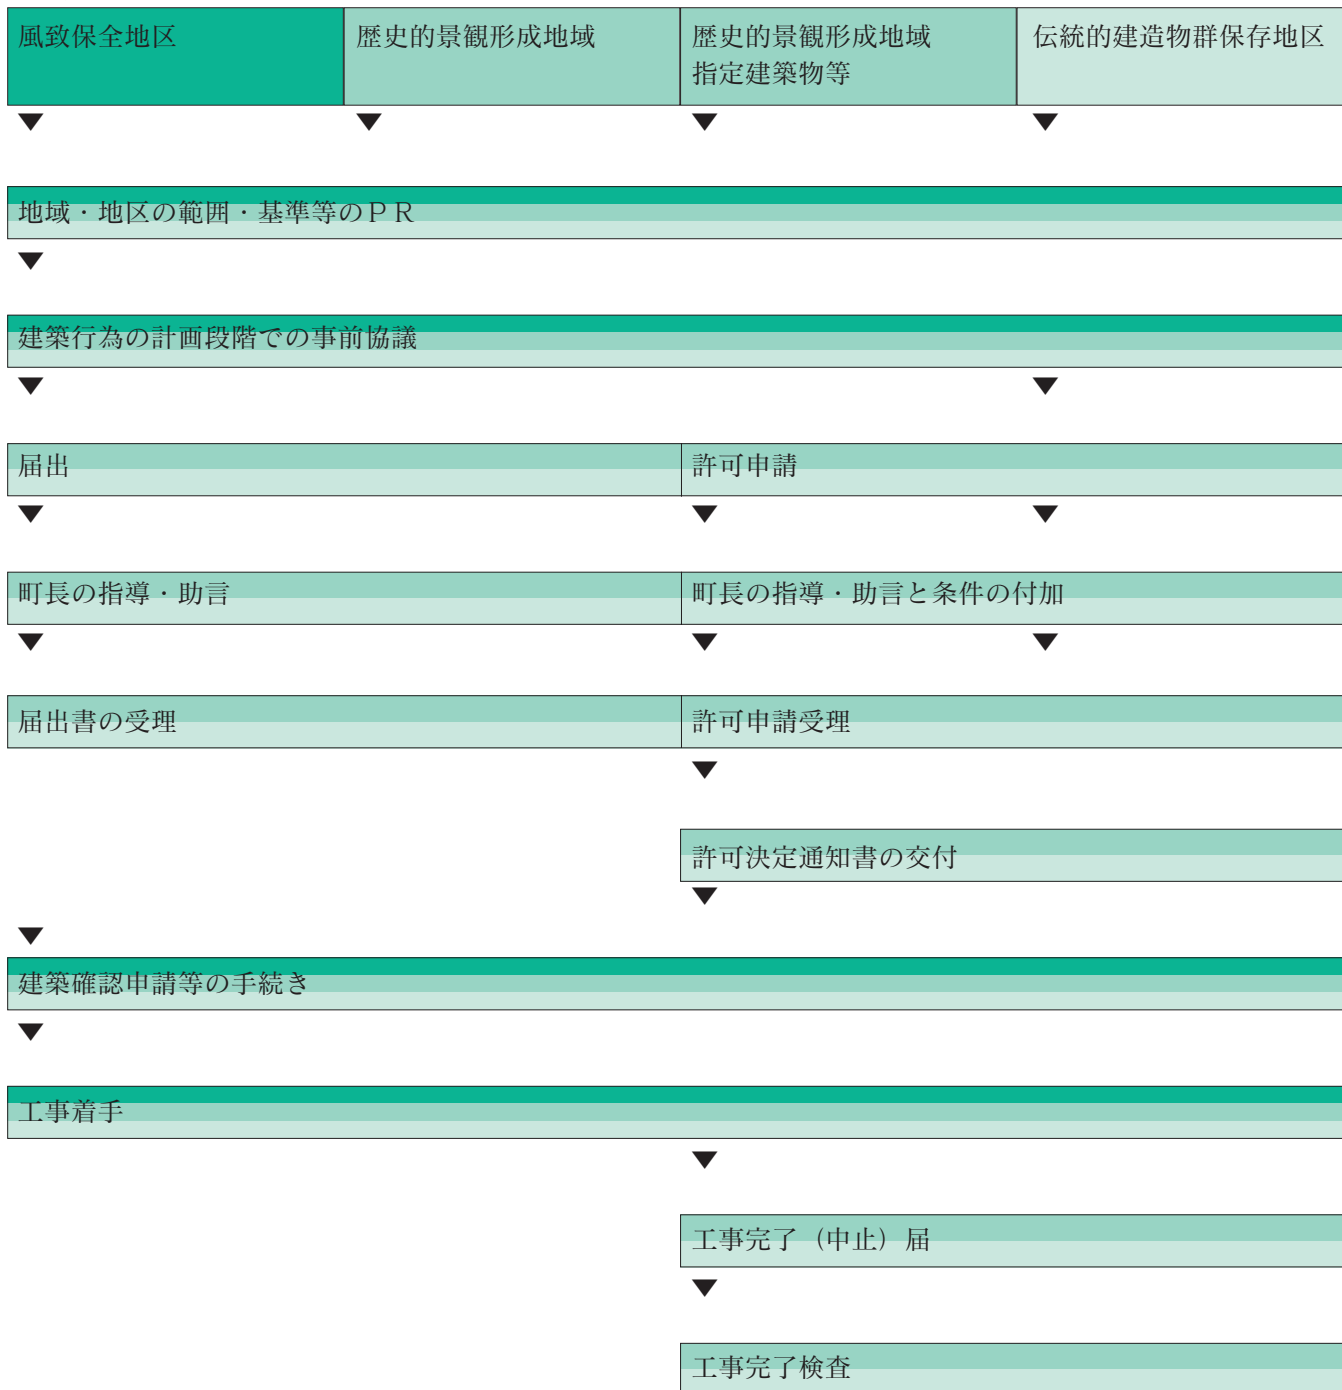 風致保全地区
歴史的景観形成地域
歴史的景観形成地域
指定建築物等
伝統的建造物群保存地区
地域・地区の範囲・基準等のＰＲ
建築行為の計画段階での事前協議
届出
許可申請
町長の指導・助言
町長の指導・助言と条件の付加
届出書の受理
許可申請受理
許可決定通知書の交付
建築確認申請等の手続き
工事着手
工事完了（中止）届
工事完了検査